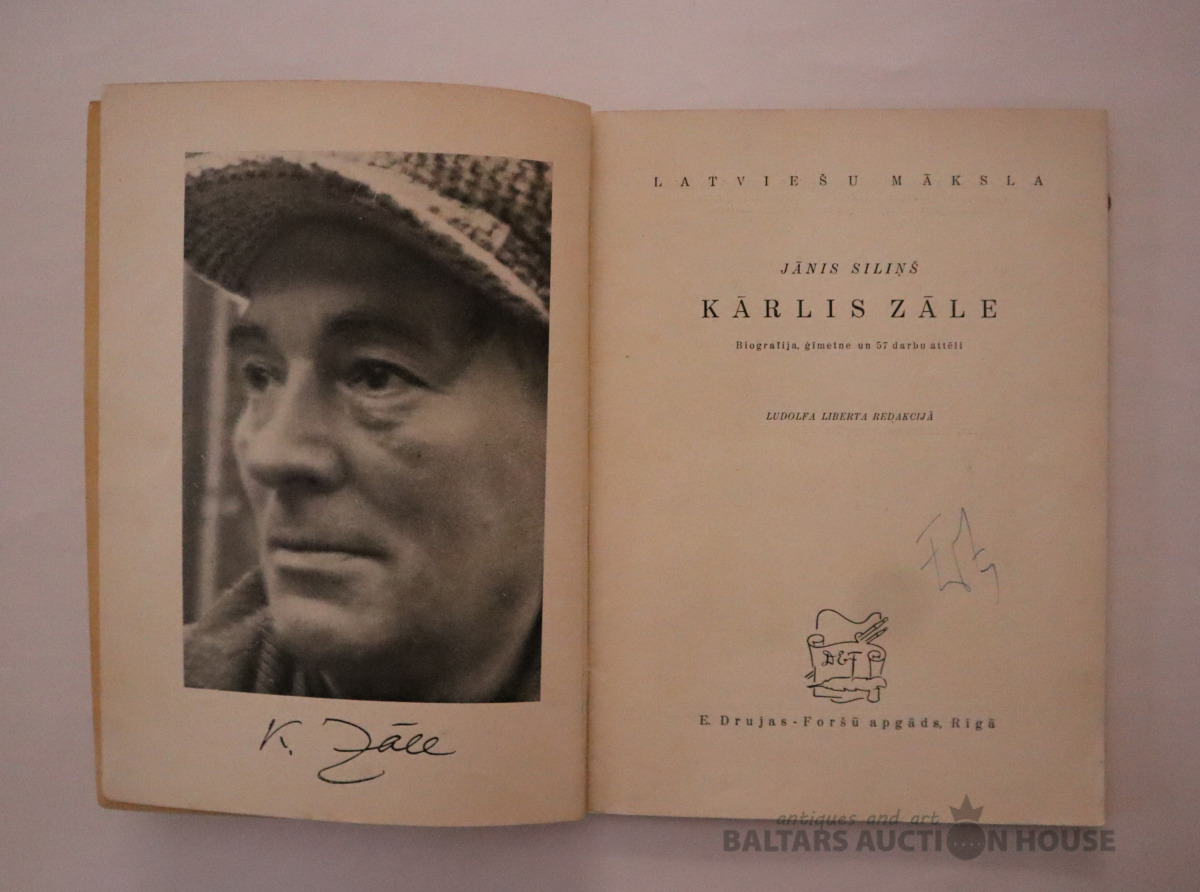 K. Zāle
LATVIEŠU MĀKSLA
JĀNIS SILIŅŠ
KĀRLIS ZĀLE
Biografija, ģimetne un 57 darbu attēli
LUDOLFA LIBERTA REDAKCIJĀ
D&F
E. Drujas-Foršū apgāds, Rīgā
antiques and art
BALTARS AUCTION HOUSE